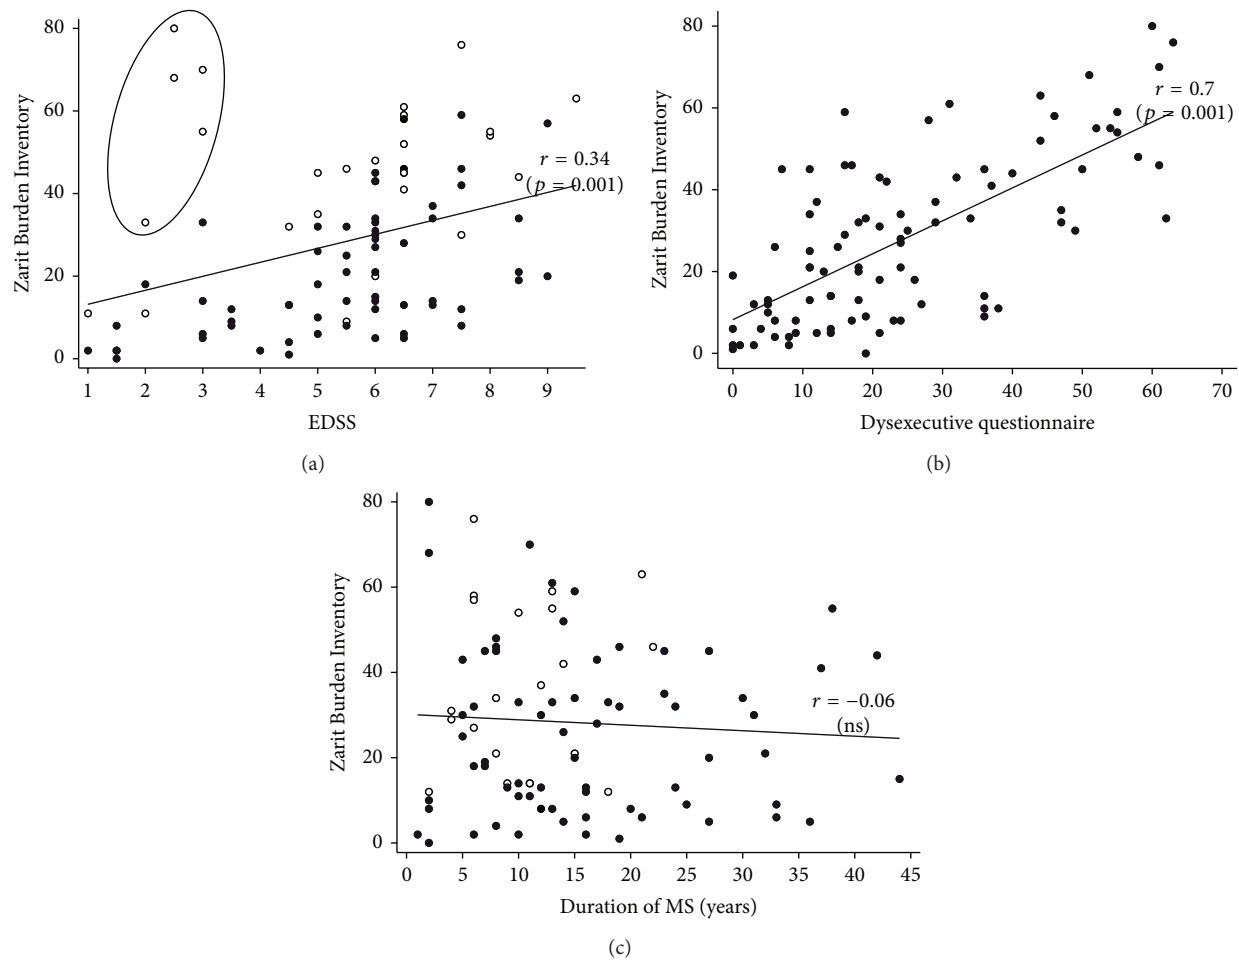 80
60
40
20
0
Zarit Burden Inventory
r = 0.34
(p = 0.001)
1 2 3 4 5 6 7 8 9
EDSS
(a)
80
60
40
20
0
Zarit Burden Inventory
r = 0.7
(p = 0.001)
0 10 20 30 40 50 60 70
Dysexecutive questionnaire
(b)
80
60
40
20
0
Zarit Burden Inventory
r = −0.06
(ns)
0 5 10 15 20 25 30 35 40 45
Duration of MS (years)
(c)